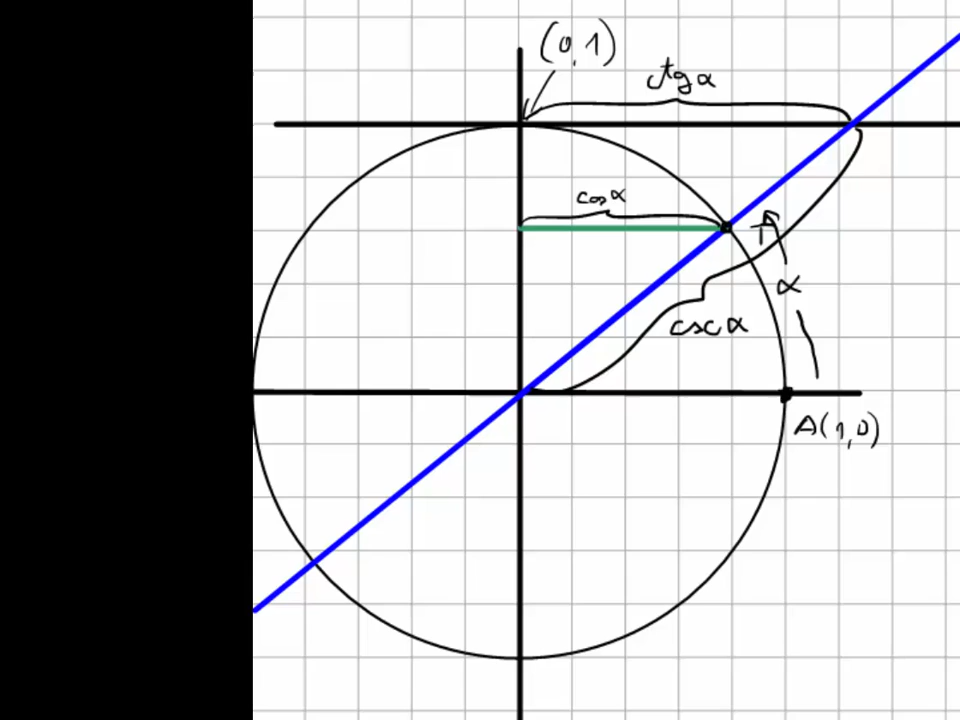 (0,1)
ctg α
cos α
T
α
csc α
A(1,0)